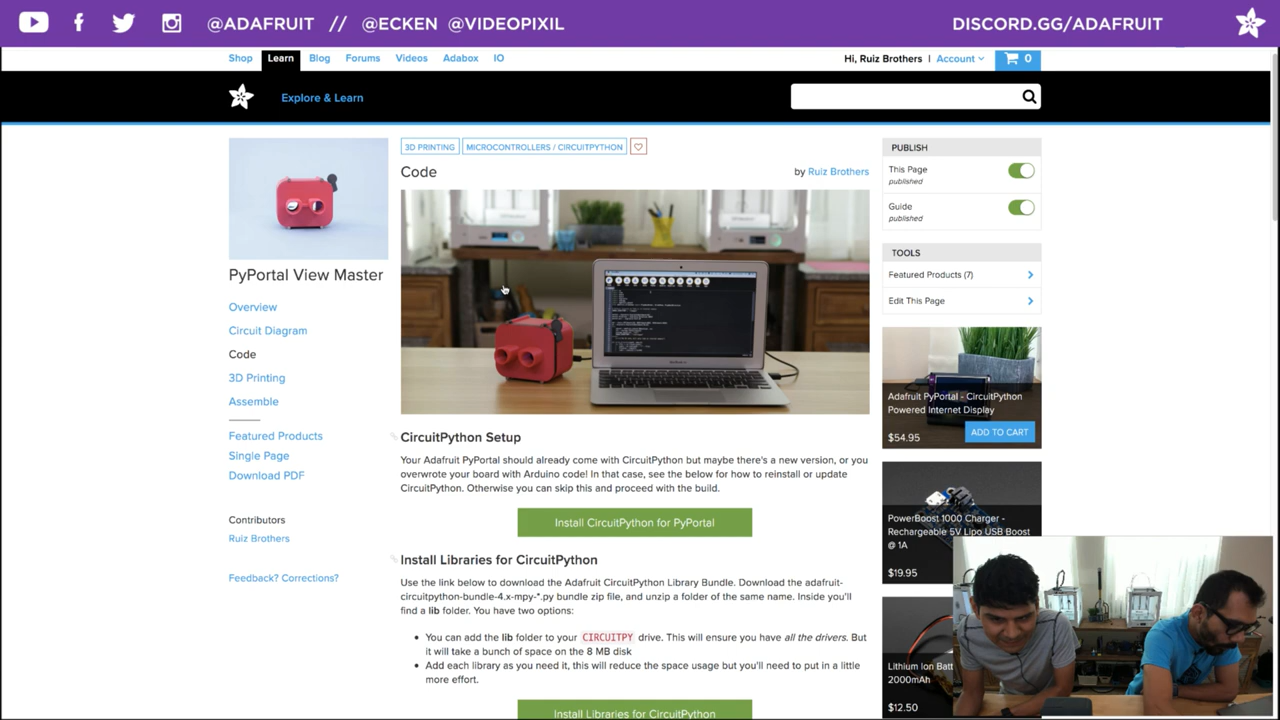 @ADAFRUIT // @ECKEN @VIDEOPIXIL
DISCORD.GG/ADAFRUIT
Shop
Learn
Blog
Forums
Videos
Adabox
IO
Hi, Ruiz Brothers | Account
0
Explore & Learn
PyPortal View Master
Overview
Circuit Diagram
Code
3D Printing
Assemble
Featured Products
Single Page
Download PDF
Contributors
Ruiz Brothers
Feedback? Corrections?
3D PRINTING
MICROCONTROLLERS / CIRCUITPYTHON
Code
by Ruiz Brothers
CircuitPython Setup
Your Adafruit PyPortal should already come with CircuitPython but maybe there's a new version, or you
overwrote your board with Arduino code! In that case, see the below for how to reinstall or update
CircuitPython. Otherwise you can skip this and proceed with the build.
Install CircuitPython for PyPortal
Install Libraries for CircuitPython
Use the link below to download the Adafruit CircuitPython Library Bundle. Download the adafruit-
circuitpython-bundle-4.x-mpy-*.py bundle zip file, and unzip a folder of the same name. Inside you'll
find a lib folder. You have two options:
• You can add the lib folder to your CIRCUITPY drive. This will ensure you have all the drivers. But
it will take a bunch of space on the 8 MB disk
• Add each library as you need it, this will reduce the space usage but you'll need to put in a little
more effort.
Install Libraries for CircuitPython
PUBLISH
This Page
published
Guide
published
TOOLS
Featured Products (7)
Edit This Page
Adafruit PyPortal - CircuitPython
Powered Internet Display
$54.95
ADD TO CART
PowerBoost 1000 Charger -
Rechargeable 5V Lipo USB Boost
@ 1A
$19.95
Lithium Ion Batt
2000mAh
$12.50